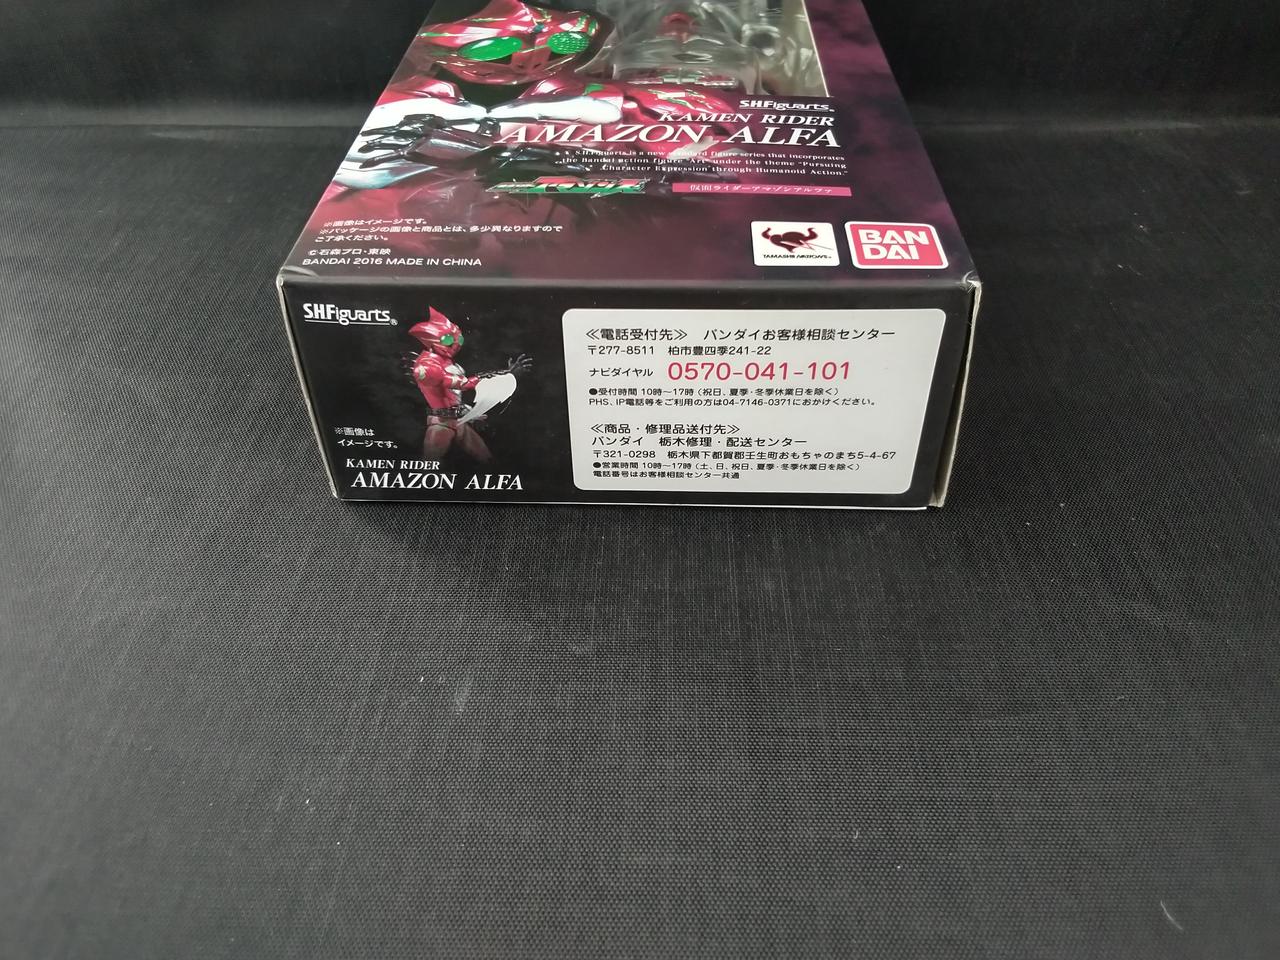 S.H.Figuarts
KAMEN RIDER
AMAZON ALFA
S.H.Figuarts is a new standard figure series that incorporates
the Bandai action figure "Art" under the theme "Pursuing
Character Expression through Humanoid Action."
アマゾンズ
仮面ライダーアマゾンアルファ
※画像はイメージです。
※パッケージの画像と商品とは、多少異なりますので
ご了承ください。
©石森プロ・東映
BANDAI 2016 MADE IN CHINA
TAMASHII NATIONS
BAN
DAI
S.H.Figuarts®
※画像は
イメージです。
KAMEN RIDER
AMAZON ALFA
≪電話受付先≫ バンダイお客様相談センター
〒277-8511 柏市豊四季241-22
ナビダイヤル 0570-041-101
●受付時間 10時〜17時（祝日、夏季・冬季休業日を除く）
PHS、IP電話等をご利用の方は04-7146-0371におかけください。
≪商品・修理品送付先≫
バンダイ 栃木修理・配送センター
〒321-0298 栃木県下都賀郡壬生町おもちゃのまち5-4-67
●営業時間 10時〜17時（土、日、祝日、夏季・冬季休業日を除く）
電話番号はお客様相談センター共通